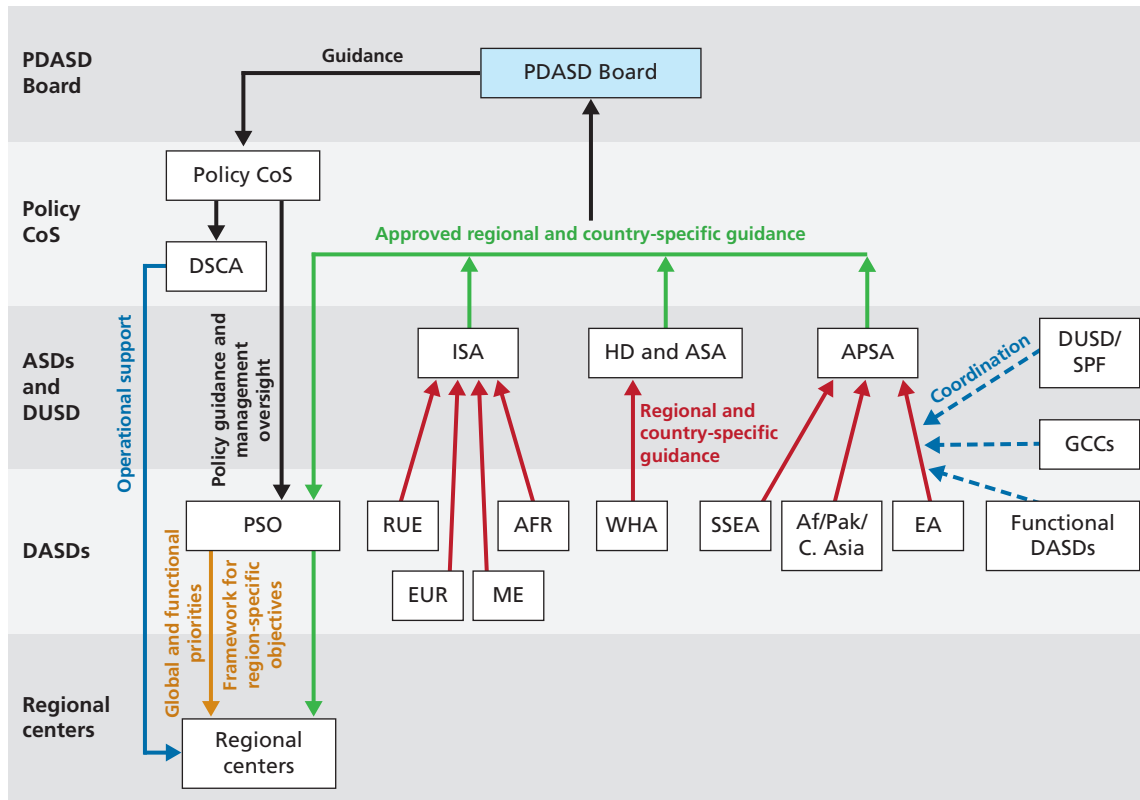 PDASD
Board
Guidance
PDASD Board
Policy
CoS
Policy CoS
DSCA
Approved regional and country-specific guidance
ASDs
and
DUSD
Operational support
Policy guidance and
management
oversight
ISA
HD and ASA
APSA
DUSD/
SPF
Coordination
Regional and
country-specific
guidance
GCCs
DASDs
PSO
RUE
AFR
WHA
SSEA
Af/Pak/
C. Asia
EA
Functional
DASDs
EUR
ME
Global and functional
priorities
Framework for
region-specific
objectives
Regional
centers
Regional
centers